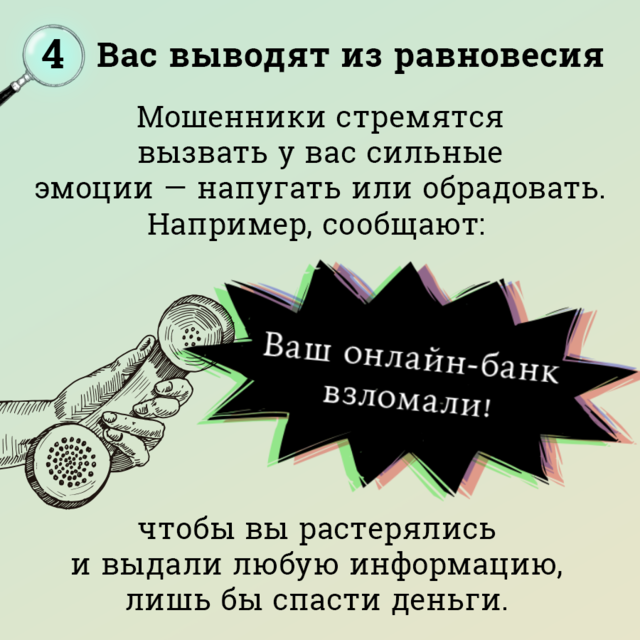 4 Вас выводят из равновесия
Мошенники стремятся
вызвать у вас сильные
эмоции — напугать или обрадовать.
Например, сообщают:
Ваш онлайн-банк
взломали!
чтобы вы растерялись
и выдали любую информацию,
лишь бы спасти деньги.